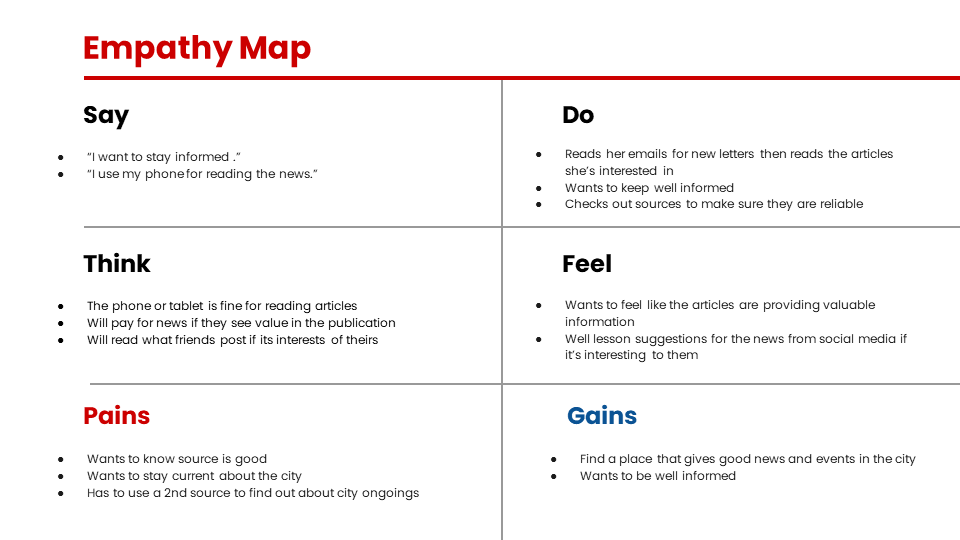 Empathy Map
Say
● “I want to stay informed .”
● “I use my phone for reading the news.”
Do
● Reads her emails for new letters then reads the articles
she’s interested in
● Wants to keep well informed
● Checks out sources to make sure they are reliable
Think
● The phone or tablet is fine for reading articles
● Will pay for news if they see value in the publication
● Will read what friends post if its interests of theirs
Feel
● Wants to feel like the articles are providing valuable
information
● Well lesson suggestions for the news from social media if
it’s interesting to them
Pains
● Wants to know source is good
● Wants to stay current about the city
● Has to use a 2nd source to find out about city ongoings
Gains
● Find a place that gives good news and events in the city
● Wants to be well informed